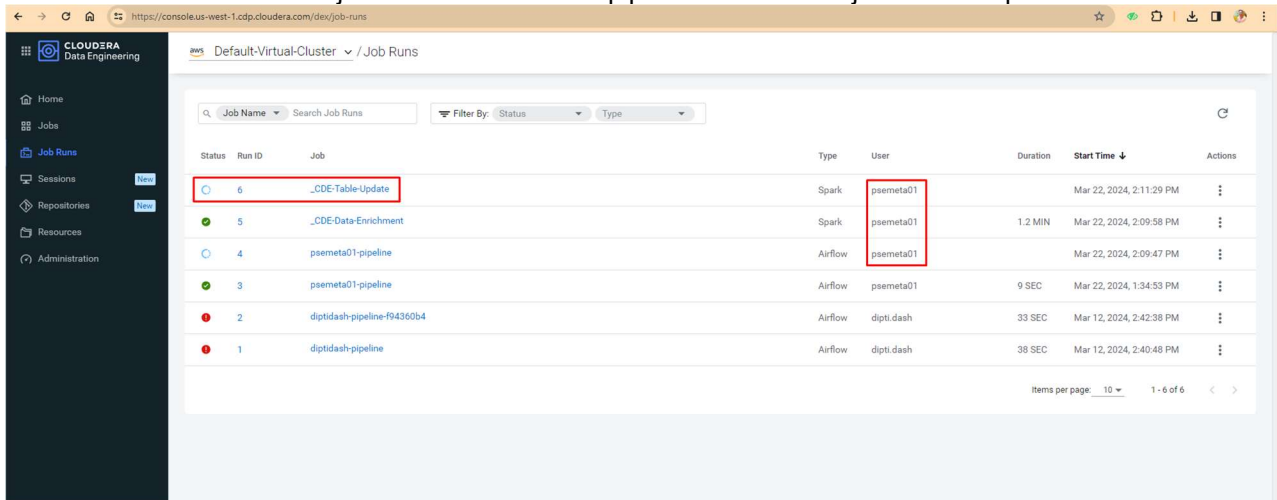 https://console.us-west-1.cdp.cloudera.com/dex/job-runs
CLOUDERA
Data Engineering
aws Default-Virtual-Cluster / Job Runs
Home
Jobs
Job Runs
Sessions New
Repositories New
Resources
Administration
Job Name Search Job Runs Filter By: Status Type
Status Run ID Job Type User Duration Start Time Actions
6 _CDE-Table-Update Spark psemeta01 Mar 22, 2024, 2:11:29 PM
5 _CDE-Data-Enrichment Spark psemeta01 1.2 MIN Mar 22, 2024, 2:09:58 PM
4 psemeta01-pipeline Airflow psemeta01 Mar 22, 2024, 2:09:47 PM
3 psemeta01-pipeline Airflow psemeta01 9 SEC Mar 22, 2024, 1:34:53 PM
2 diptidash-pipeline-f94360b4 Airflow dipti.dash 33 SEC Mar 12, 2024, 2:42:38 PM
1 diptidash-pipeline Airflow dipti.dash 38 SEC Mar 12, 2024, 2:40:48 PM
Items per page: 10 1 - 6 of 6